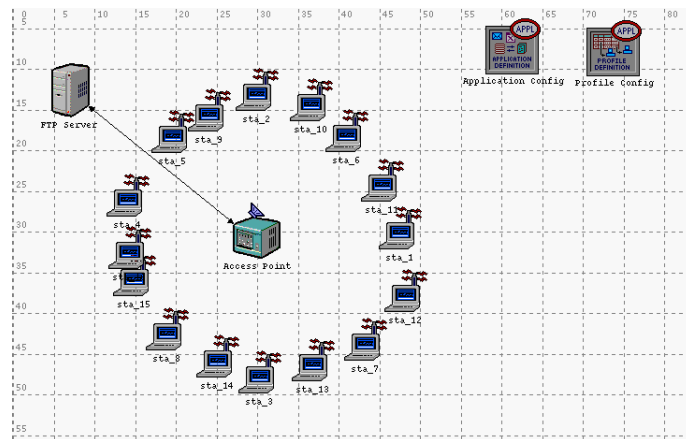 0 5 10 15 20 25 30 35 40 45 50 55 60 65 70 75 80
5
APPL
APPL
APPLICATION
DEFINITION
PROFILE
DEFINITION
Application Config
Profile Config
10
FTP Server
sta_2
sta_10
15
sta_9
sta_5
sta_6
20
25
sta_4
sta_11
30
Access Point
sta_1
35
sta_15
sta_12
40
sta_8
sta_7
45
sta_14
sta_3
sta_13
50
55